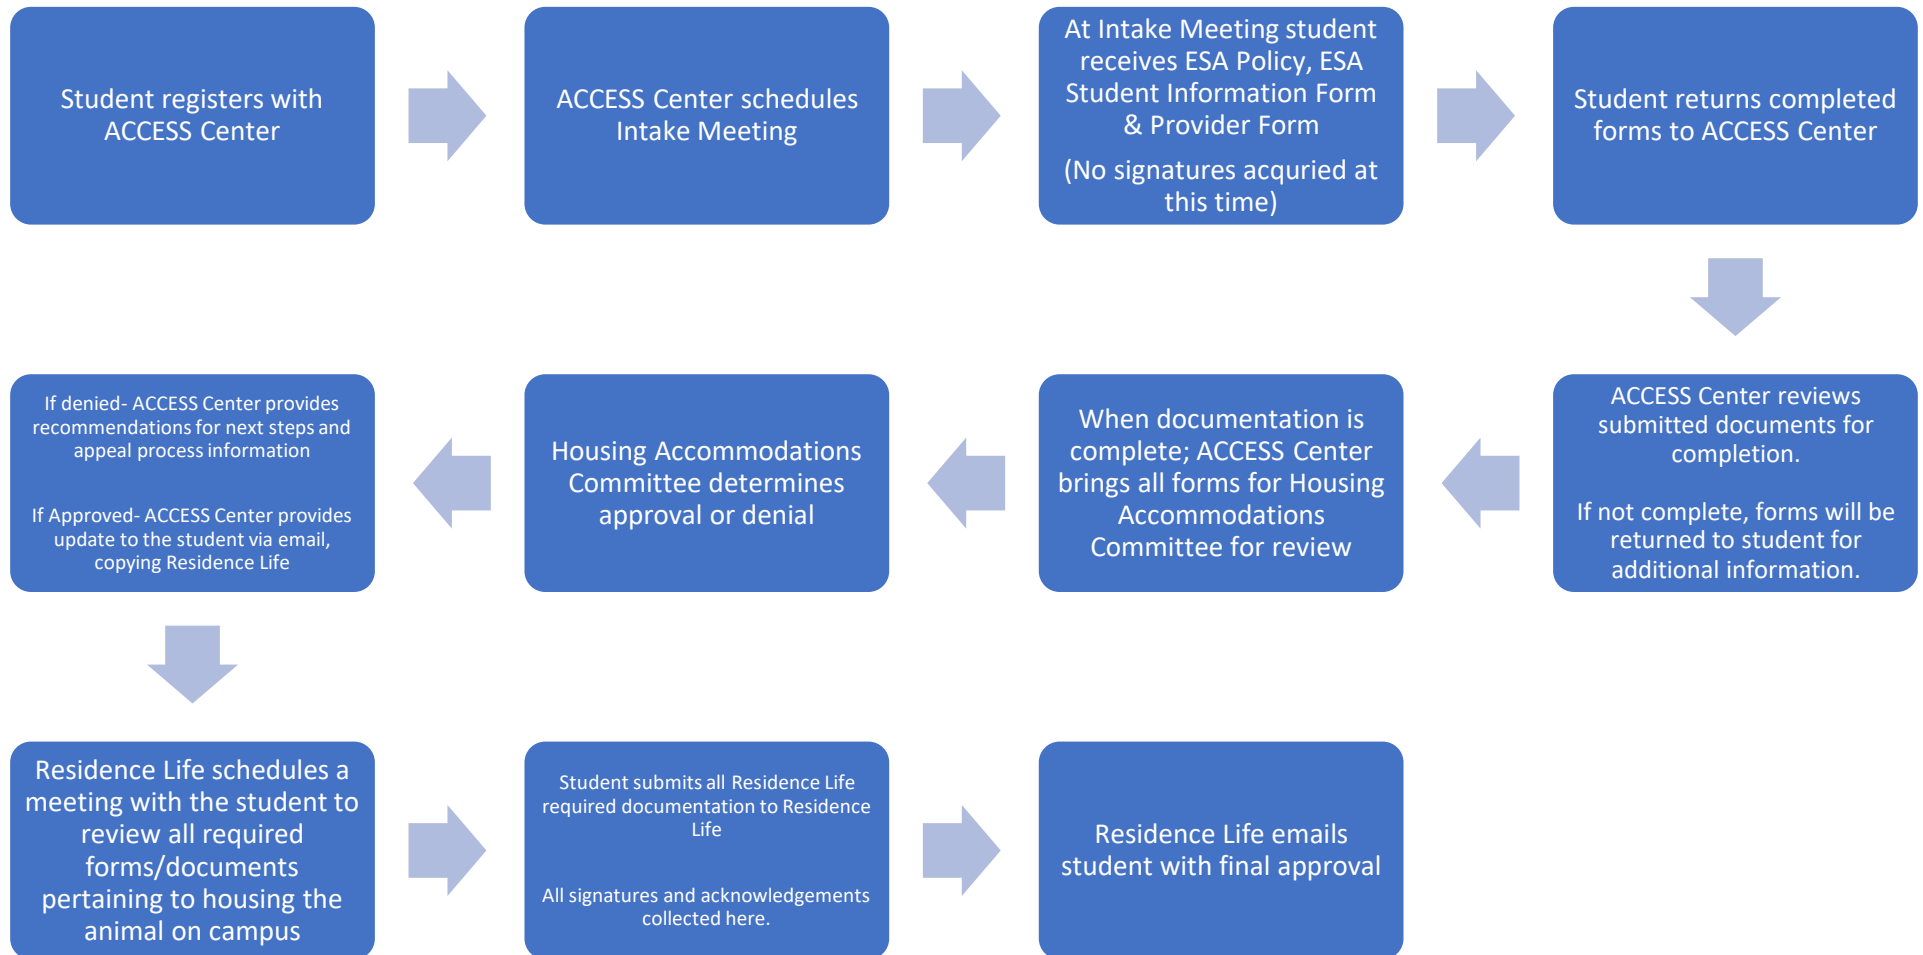 Student registers with
ACCESS Center
ACCESS Center schedules
Intake Meeting
At Intake Meeting student
receives ESA Policy, ESA
Student Information Form
& Provider Form
(No signatures acquried at
this time)
Student returns completed
forms to ACCESS Center
ACCESS Center reviews
submitted documents for
completion.
If not complete, forms will be
returned to student for
additional information.
When documentation is
complete; ACCESS Center
brings all forms for Housing
Accommodations
Committee for review
Housing Accommodations
Committee determines
approval or denial
If denied- ACCESS Center provides
recommendations for next steps and
appeal process information
If Approved- ACCESS Center provides
update to the student via email,
copying Residence Life
Residence Life schedules a
meeting with the student to
review all required
forms/documents
pertaining to housing the
animal on campus
Student submits all Residence Life
required documentation to Residence
Life
All signatures and acknowledgements
collected here.
Residence Life emails
student with final approval